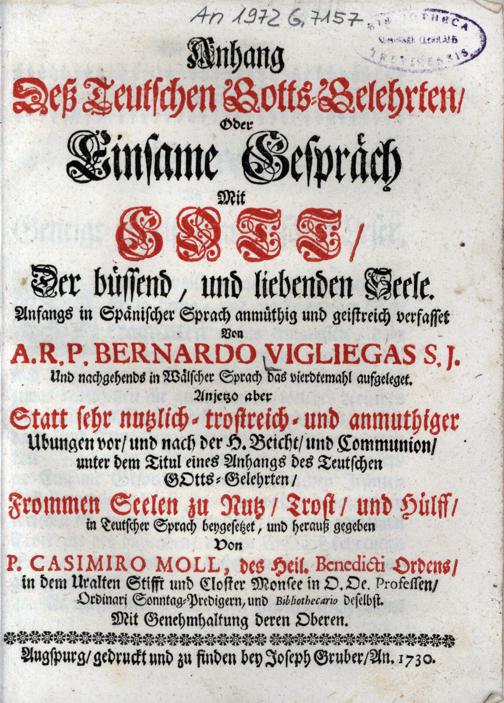 An 1972 G, 7157
BIBLIOTHECA
TREVERENSIS
Anhang
Deß Teutschen Gotts-Gelehrten/
Oder
Einsame Gespräch
Mit
GOTT/
Der büssend, und liebenden Seele.
Anfangs in Spänischer Sprach anmüthig und geistreich verfasset
Von
A.R.P. BERNARDO VIGLIEGAS S.J.
Und nachgehends in Wälscher Sprach das vierdtemahl aufgeleget.
Anjetzo aber
Statt sehr nutzlich- trostreich- und anmuthiger
Ubungen vor/ und nach der H. Beicht/ und Communion/
unter dem Titul eines Anhangs des Teutschen
GOtts-Gelehrten/
Frommen Seelen zu Nutz/ Trost/ und Hülff/
in Teutscher Sprach beygesetzet, und herauß gegeben
Von
P. CASIMIRO MOLL, des Heil. Benedicti Ordens/
in dem Uralten Stifft und Closter Monsee in O. Oe. Professen/
Ordinari Sonntag-Predigern, und Bibliothecario deselbst.
Mit Genehmhaltung deren Oberen.
Augspurg/ gedruckt und zu finden bey Joseph Gruber/ An. 1730.